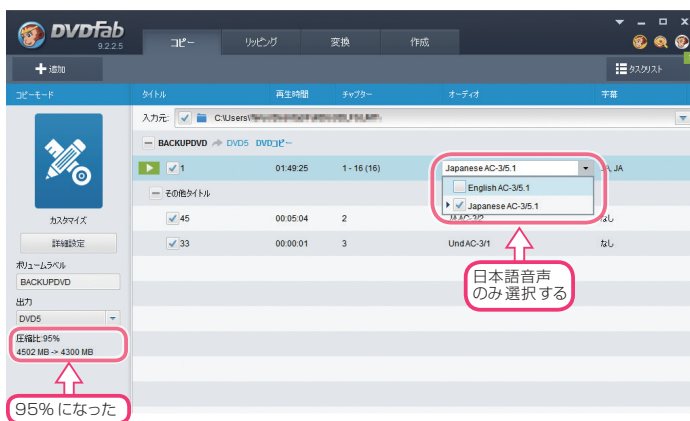 DVDFab
9.2.2.5
コピー リッピング 変換 作成
追加 タスクリスト
コピーモード タイトル 再生時間 チャプター オーディオ 字幕
入力元: C:\Users\
BACKUPDVD DVD5 DVDコピー
1 01:49:25 1 - 16 (16) Japanese AC-3/5.1 JA, JA
English AC-3/5.1
その他タイトル
Japanese AC-3/5.1
カスタマイズ
45 00:05:04 2 JA AC-3/2 なし
詳細設定
33 00:00:01 3 Und AC-3/1 なし
ボリュームラベル
BACKUPDVD
日本語音声
のみ選択する
出力
DVD5
圧縮比:95%
4502 MB -> 4300 MB
95%になった